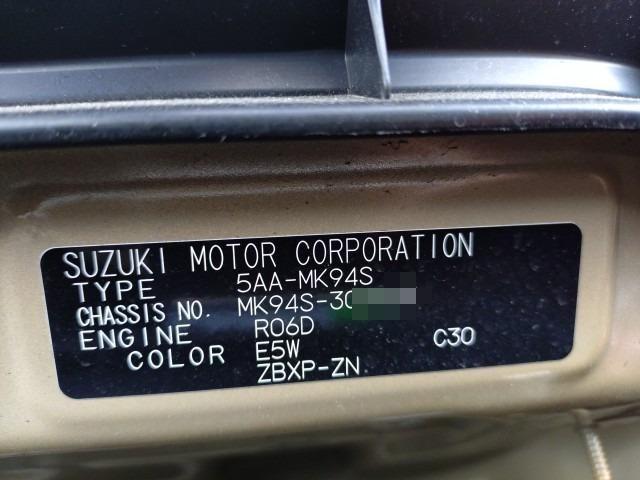 SUZUKI MOTOR CORPORATION
TYPE 5AA-MK94S
CHASSIS NO. MK94S-30
ENGINE R06D
COLOR E5W C30
ZBXP-ZN